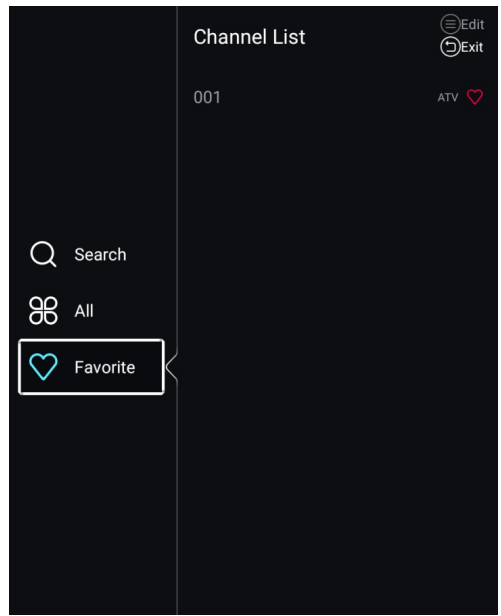 Channel List
Edit
Exit
001 ATV
Search
All
Favorite